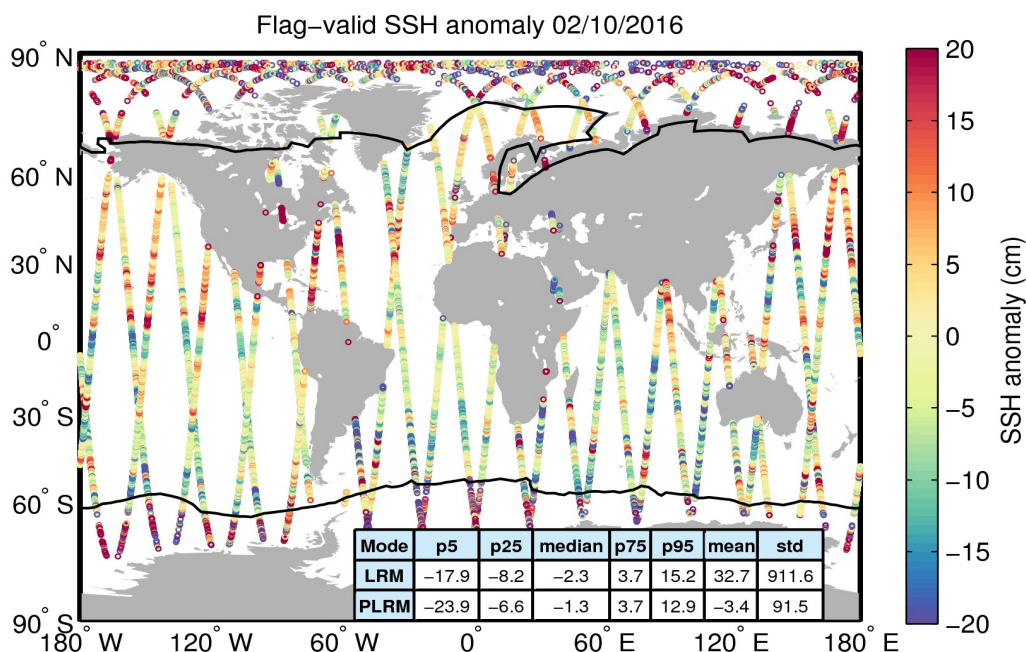 Flag−valid SSH anomaly 02/10/2016
90° N
60° N
30° N
0°
30° S
60° S
90° S
180° W
120° W
60° W
0°
60° E
120° E
180° E
Mode p5 p25 median p75 p95 mean std
LRM −17.9 −8.2 −2.3 3.7 15.2 32.7 911.6
PLRM −23.9 −6.6 −1.3 3.7 12.9 −3.4 91.5
20
15
10
5
0
−5
−10
−15
−20
SSH anomaly (cm)